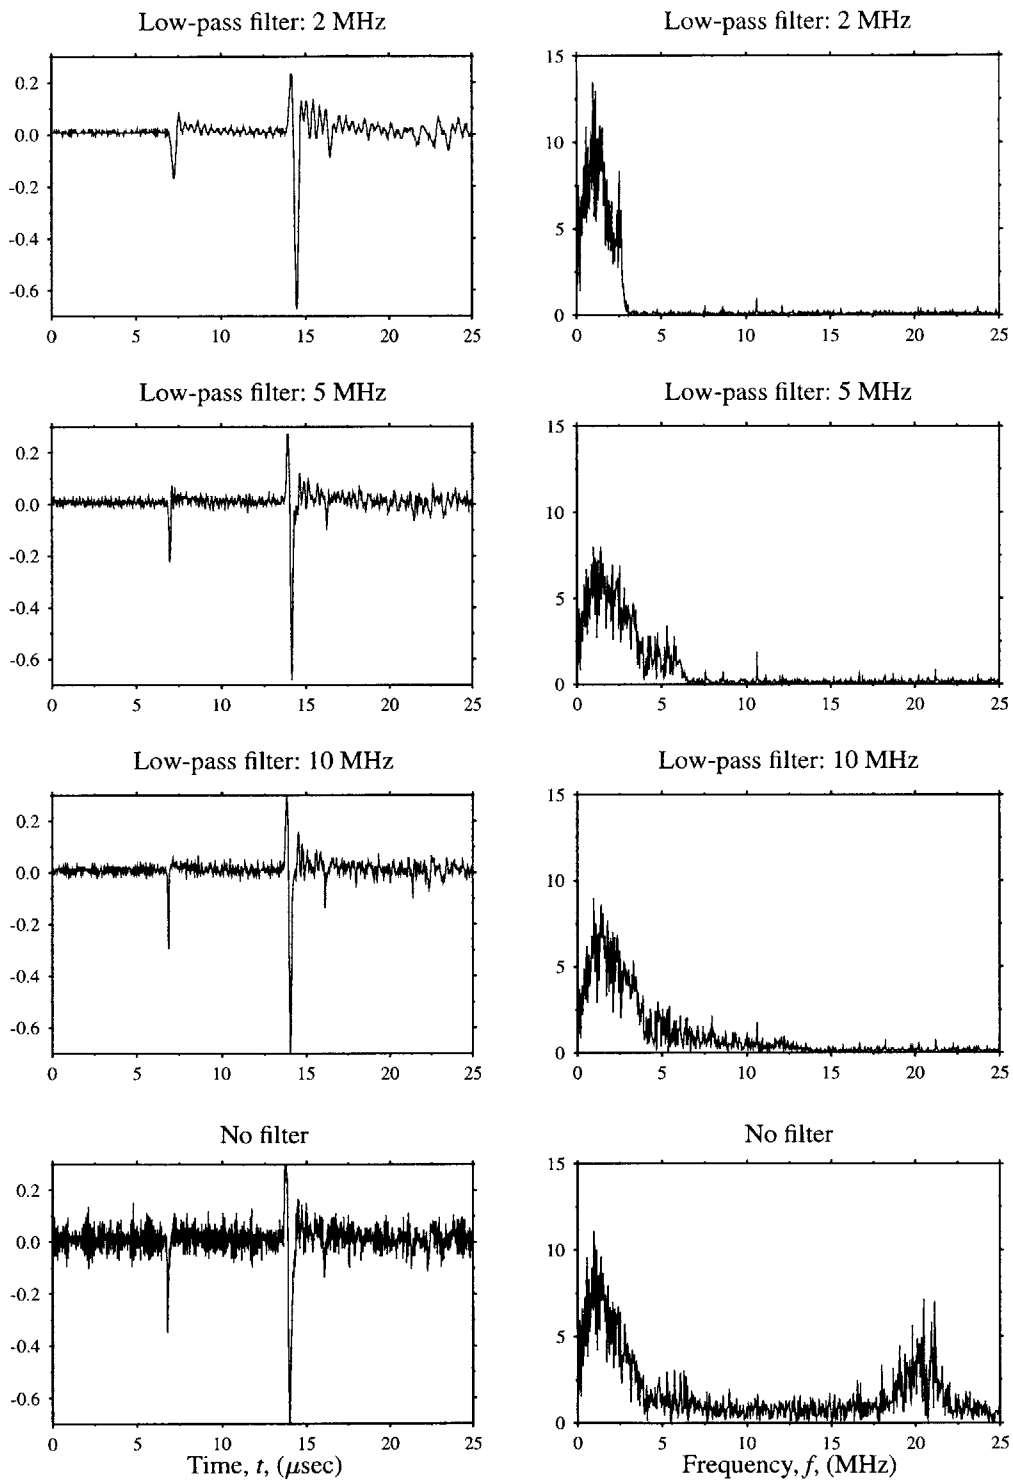 Low-pass filter: 2 MHz
0.2
0.0
-0.2
-0.4
-0.6
0 5 10 15 20 25
Low-pass filter: 2 MHz
15
10
5
0
0 5 10 15 20 25
Low-pass filter: 5 MHz
0.2
0.0
-0.2
-0.4
-0.6
0 5 10 15 20 25
Low-pass filter: 5 MHz
15
10
5
0
0 5 10 15 20 25
Low-pass filter: 10 MHz
0.2
0.0
-0.2
-0.4
-0.6
0 5 10 15 20 25
Low-pass filter: 10 MHz
15
10
5
0
0 5 10 15 20 25
No filter
0.2
0.0
-0.2
-0.4
-0.6
0 5 10 15 20 25
Time, t, (μsec)
No filter
15
10
5
0
0 5 10 15 20 25
Frequency, f, (MHz)